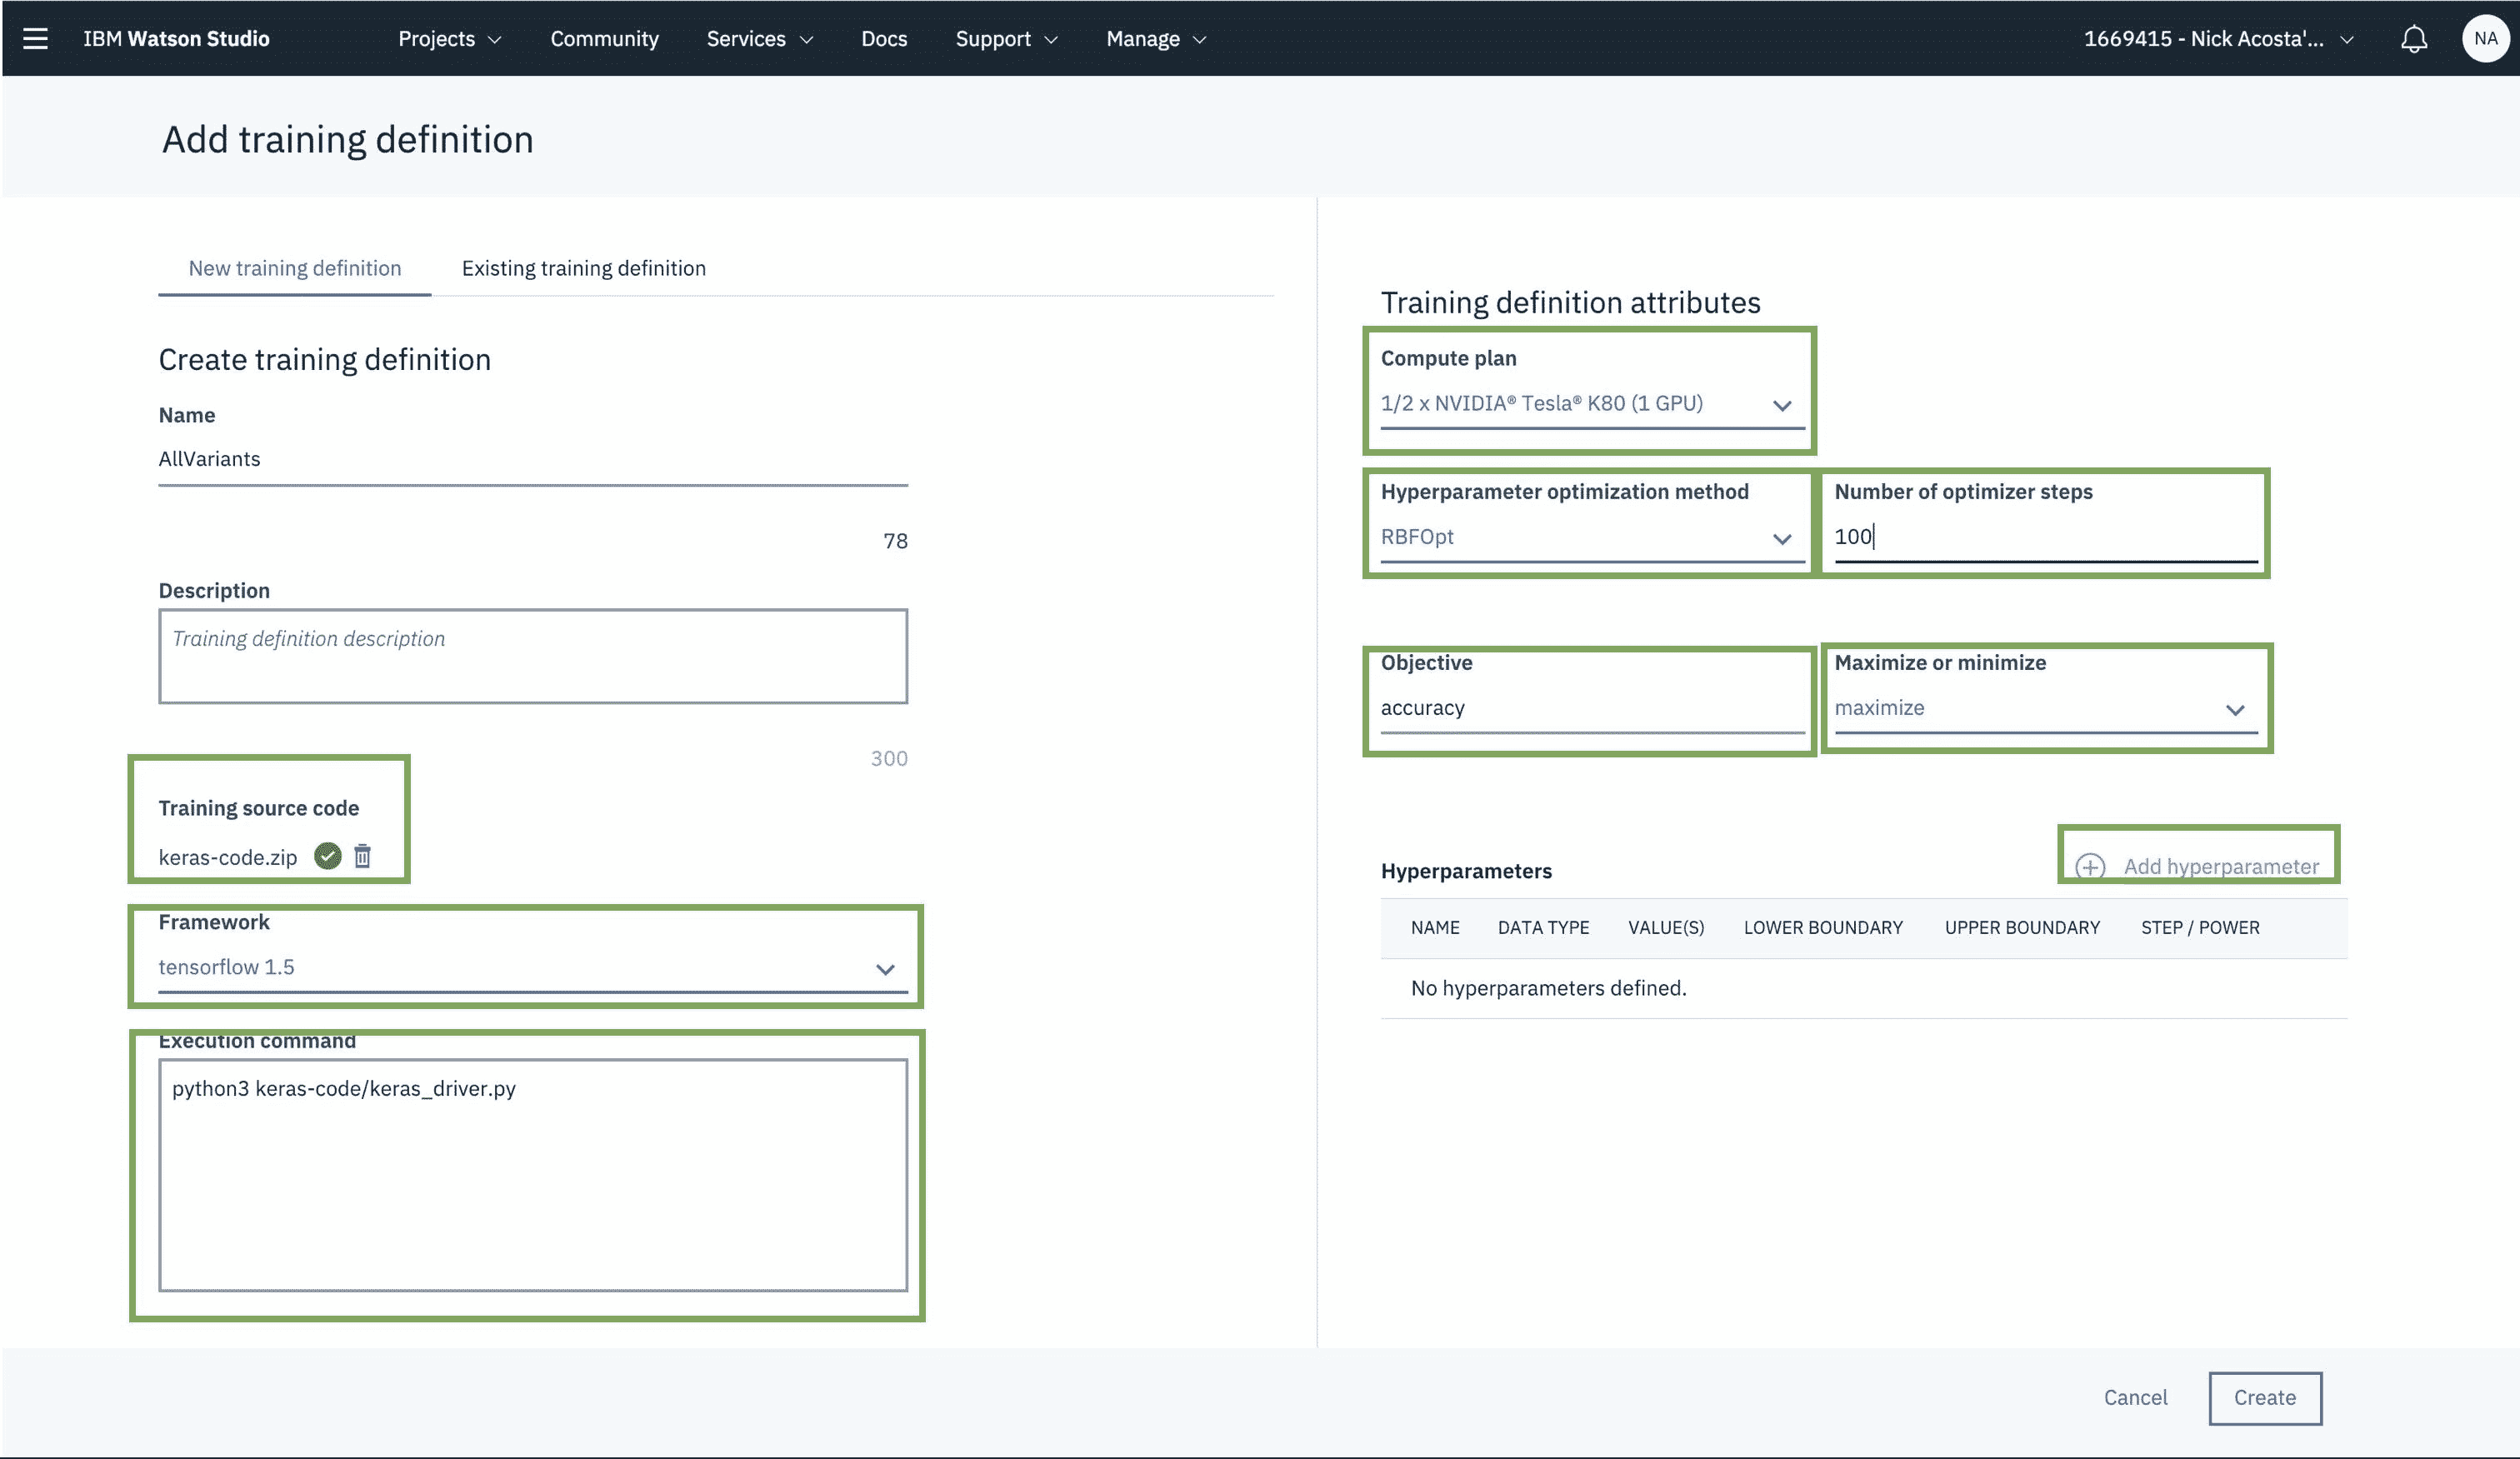 IBM Watson Studio Projects Community Services Docs Support Manage 1669415 - Nick Acosta'... NA
Add training definition
New training definition Existing training definition
Create training definition
Name
AllVariants
78
Description
Training definition description
300
Training source code
keras-code.zip
Framework
tensorflow 1.5
Execution command
python3 keras-code/keras_driver.py
Training definition attributes
Compute plan
1/2 x NVIDIA® Tesla® K80 (1 GPU)
Hyperparameter optimization method Number of optimizer steps
RBFOpt 100
Objective Maximize or minimize
accuracy maximize
Hyperparameters Add hyperparameter
NAME DATA TYPE VALUE(S) LOWER BOUNDARY UPPER BOUNDARY STEP / POWER
No hyperparameters defined.
Cancel Create